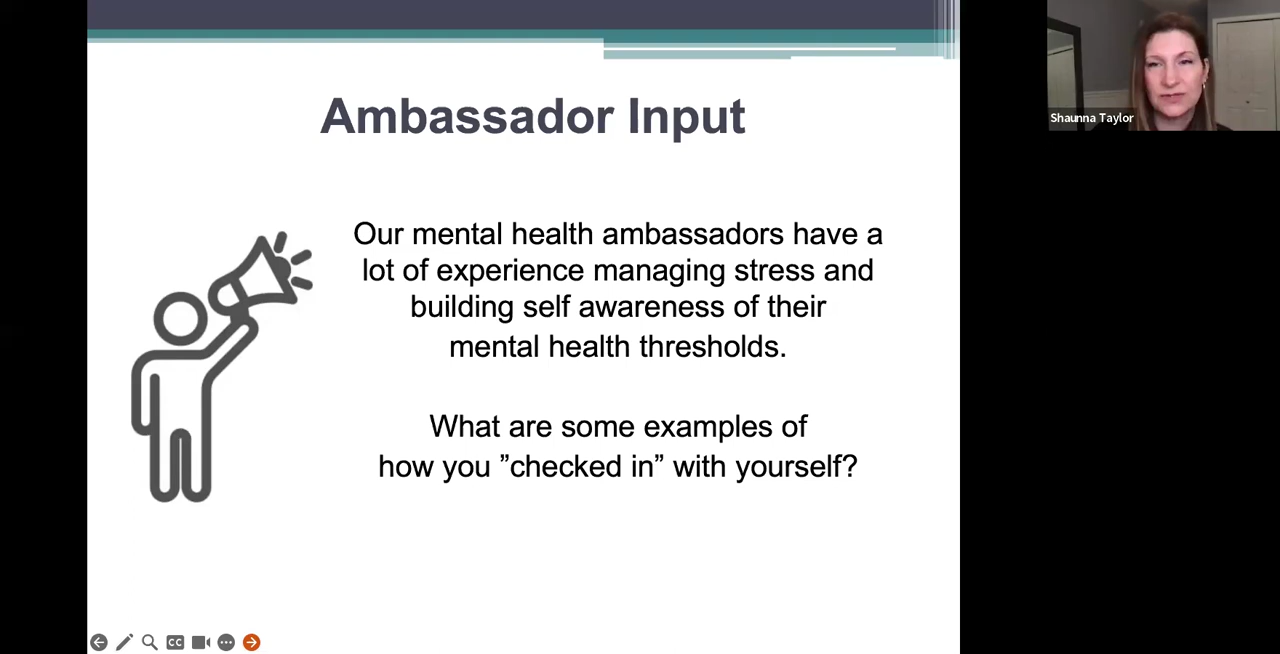 Ambassador Input
Our mental health ambassadors have a
lot of experience managing stress and
building self awareness of their
mental health thresholds.
What are some examples of
how you ”checked in” with yourself?
Shaunna Taylor
CC